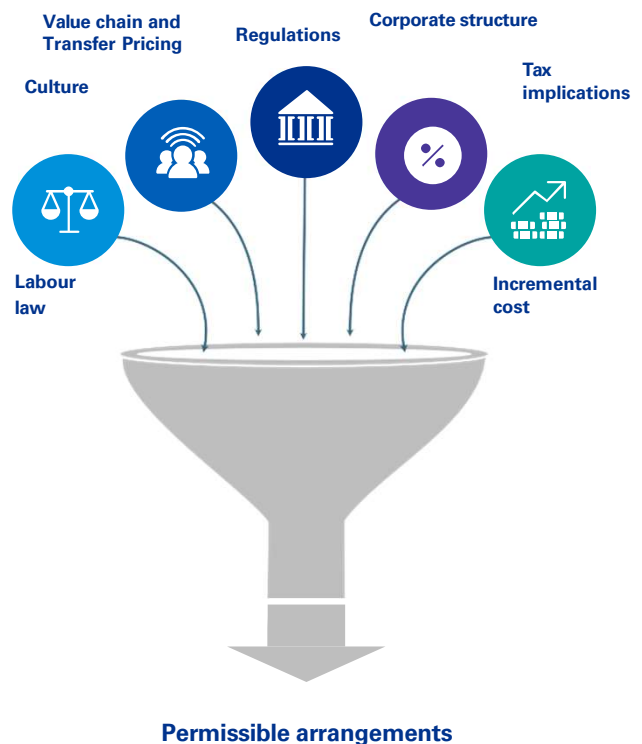 Value chain and
Transfer Pricing
Regulations
Corporate structure
Culture
Tax
implications
Labour
law
Incremental
cost
Permissible arrangements